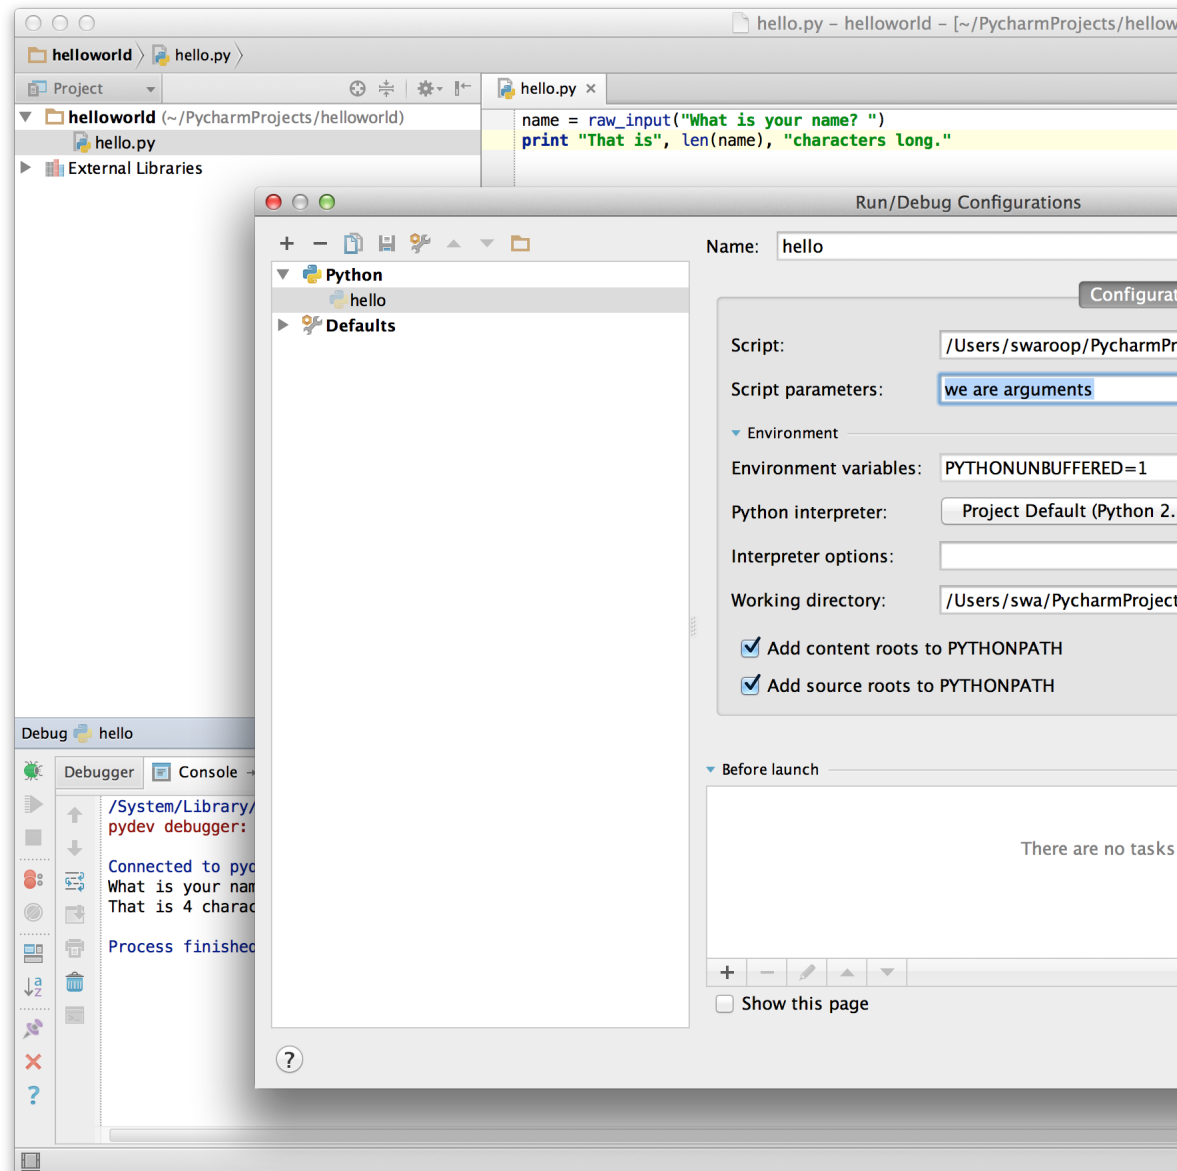 hello.py – helloworld – [~/PycharmProjects/hellow
helloworld
hello.py
Project
hello.py
helloworld (~/PycharmProjects/helloworld)
hello.py
External Libraries
name = raw_input("What is your name? ")
print "That is", len(name), "characters long."
Run/Debug Configurations
Python
hello
Defaults
Name: hello
Configurat
Script: /Users/swaroop/PycharmPr
Script parameters: we are arguments
Environment
Environment variables: PYTHONUNBUFFERED=1
Python interpreter: Project Default (Python 2.
Interpreter options:
Working directory: /Users/swa/PycharmProject
Add content roots to PYTHONPATH
Add source roots to PYTHONPATH
Before launch
There are no tasks
Show this page
?
Debug hello
Debugger Console
/System/Library/
pydev debugger:
Connected to pyd
What is your nam
That is 4 charac
Process finished
a
z
?